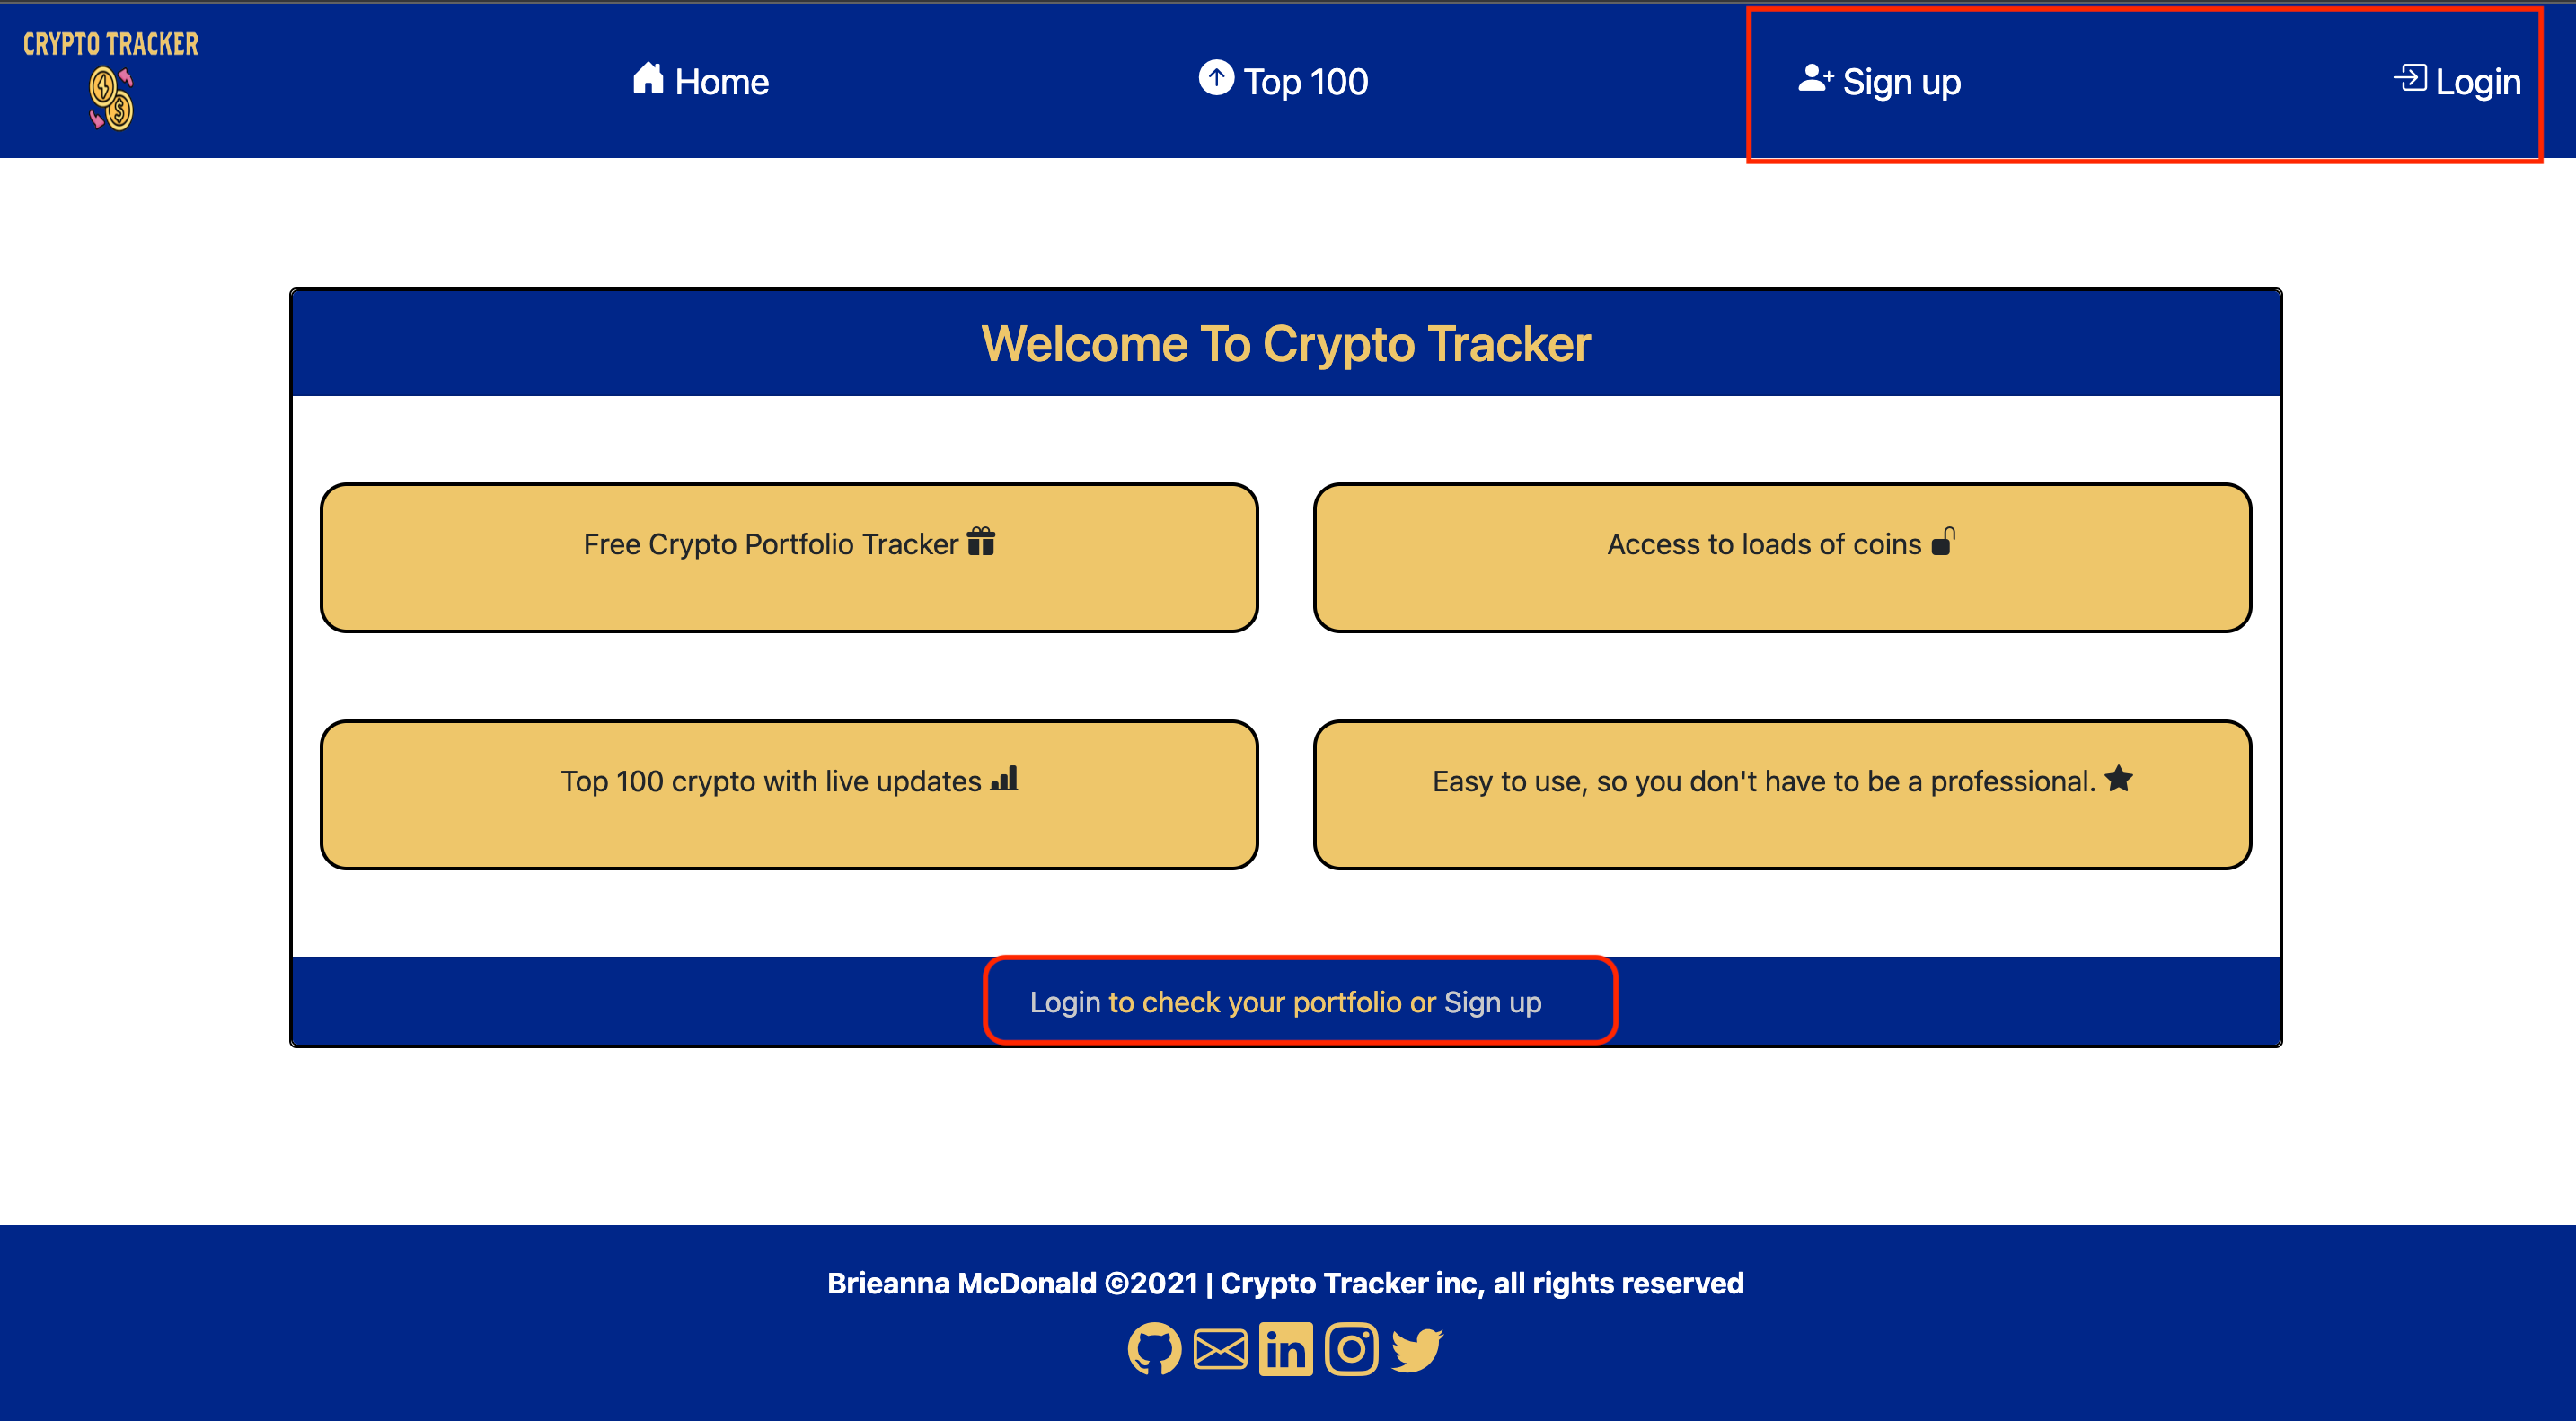 CRYPTO TRACKER
Home
Top 100
Sign up
Login
Welcome To Crypto Tracker
Free Crypto Portfolio Tracker
Access to loads of coins
Top 100 crypto with live updates
Easy to use, so you don't have to be a professional.
Login to check your portfolio or Sign up
Brieanna McDonald ©2021 | Crypto Tracker inc, all rights reserved
in